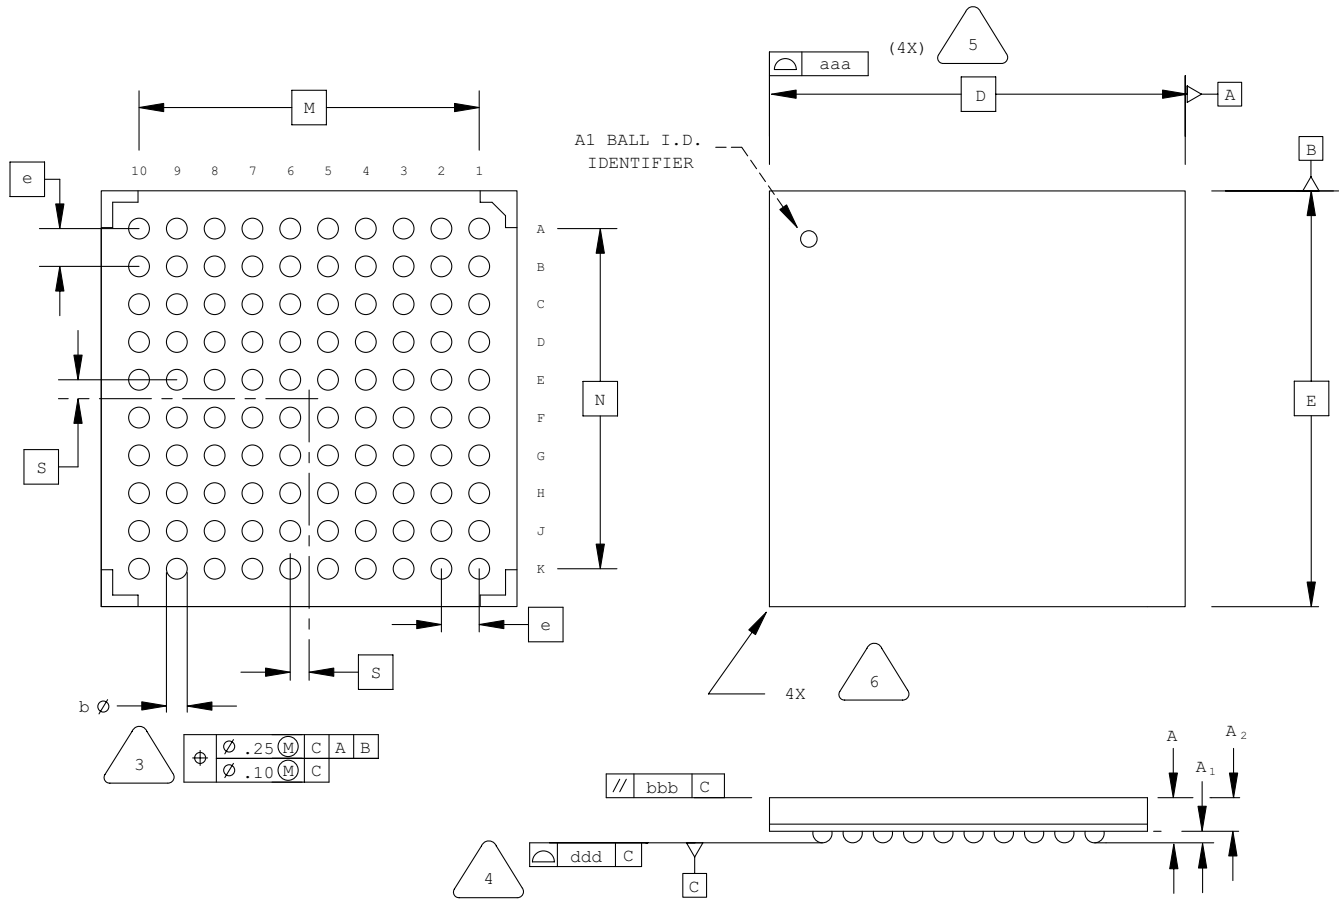 (4X) 5
aaa
M
D
A
A1 BALL I.D.
IDENTIFIER
B
10 9 8 7 6 5 4 3 2 1
e
A
B
C
D
E
F
G
H
J
K
N
E
S
e
S
4X
6
b Ø
3
Ø .25 M C A B
Ø .10 M C
A
A2
A1
// bbb C
ddd C
4
C